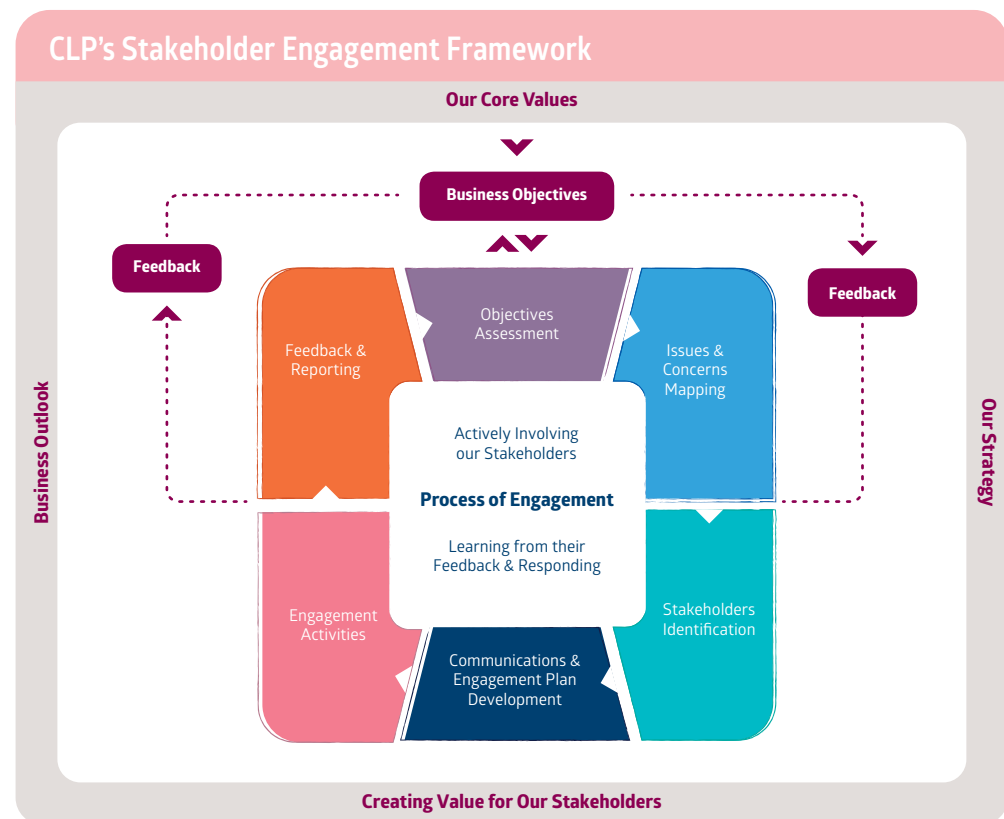 CLP's Stakeholder Engagement Framework
Our Core Values
Business Objectives
Feedback
Feedback
Objectives
Assessment
Feedback &
Reporting
Issues &
Concerns
Mapping
Business Outlook
Our Strategy
Actively Involving
our Stakeholders
Process of Engagement
Learning from their
Feedback & Responding
Engagement
Activities
Stakeholders
Identification
Communications &
Engagement Plan
Development
Creating Value for Our Stakeholders